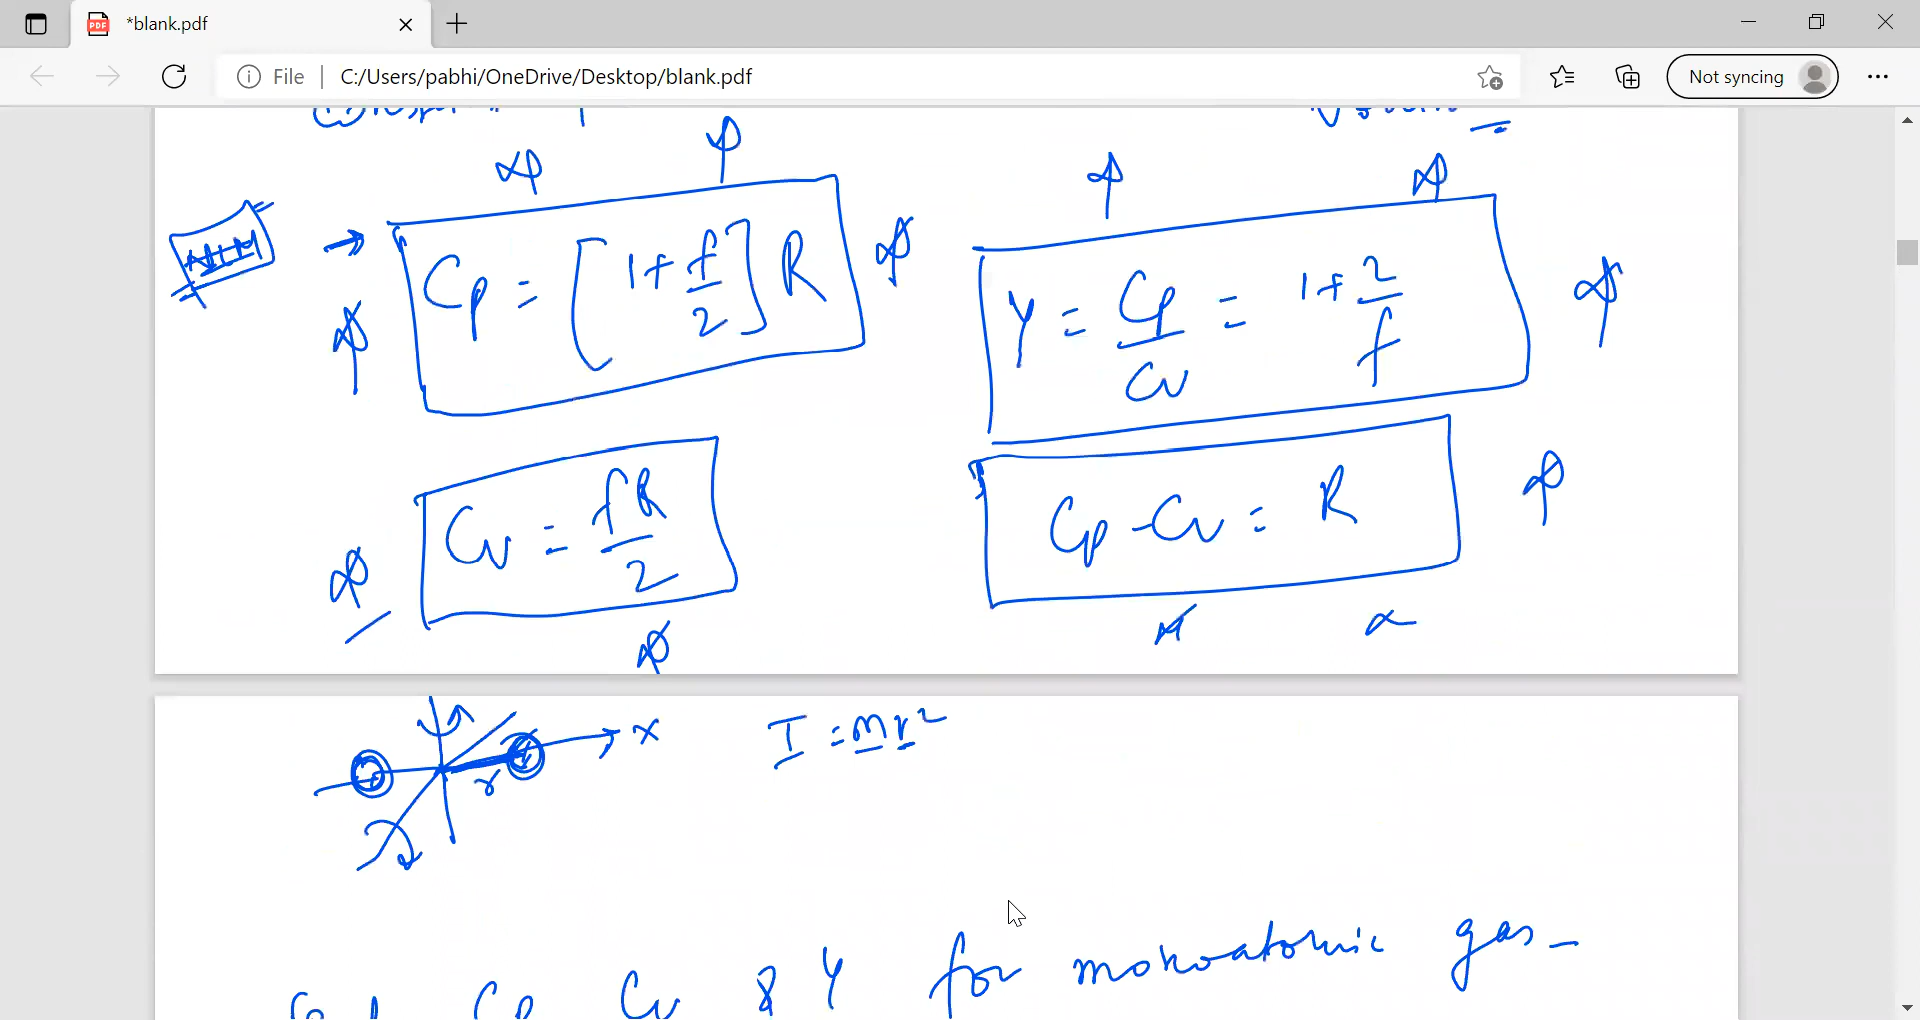 *blank.pdf
File | C:/Users/pabhi/OneDrive/Desktop/blank.pdf
Not syncing
Cp = [1 + f/2] R
γ = Cp/Cv = 1 + 2/f
Cv = fR/2
Cp - Cv = R
x
I = mr²
r
Cp Cv & γ for monoatomic gas -